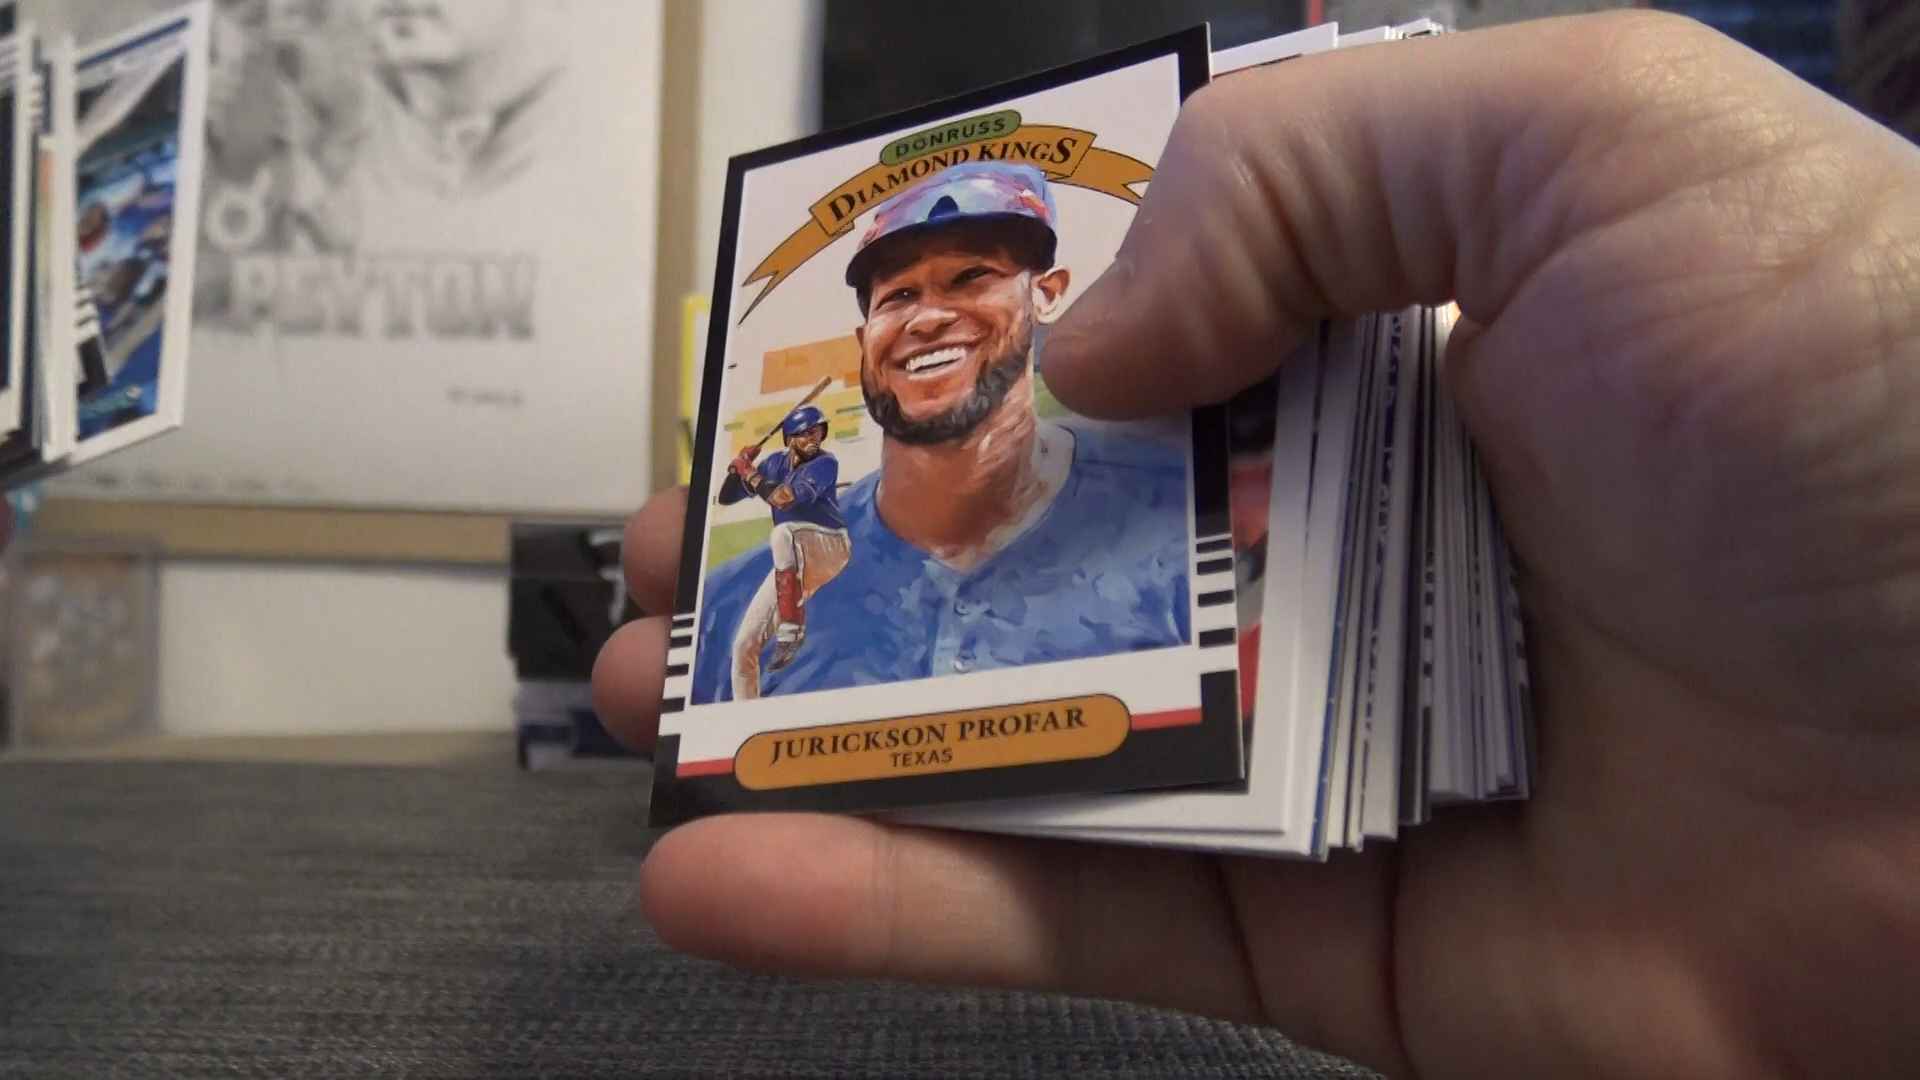 PEYTON
DONRUSS
DIAMOND KINGS
JURICKSON PROFAR
TEXAS